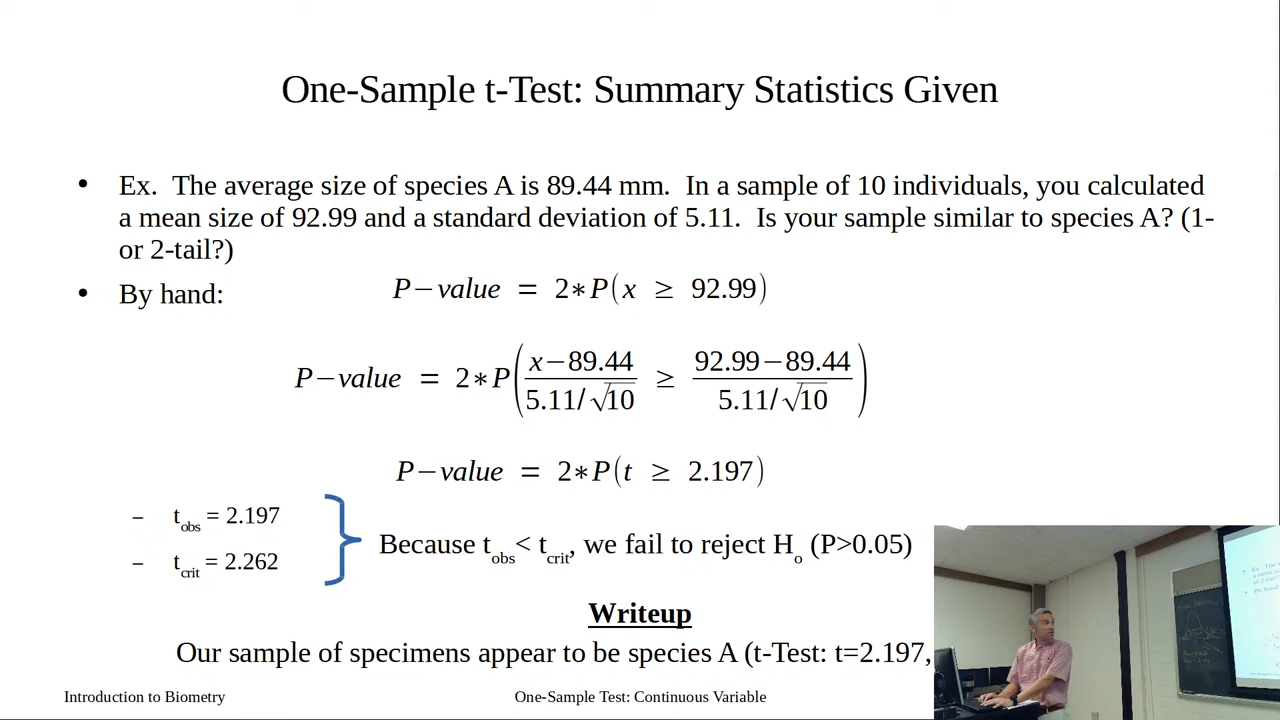 One-Sample t-Test: Summary Statistics Given
• Ex. The average size of species A is 89.44 mm. In a sample of 10 individuals, you calculated
a mean size of 92.99 and a standard deviation of 5.11. Is your sample similar to species A? (1-
or 2-tail?)
• By hand:
P−value = 2∗P(x ≥ 92.99)
P−value = 2∗P((x−89.44)/(5.11/√10) ≥ (92.99−89.44)/(5.11/√10))
P−value = 2∗P(t ≥ 2.197)
– t_obs = 2.197
– t_crit = 2.262
Because t_obs< t_crit, we fail to reject H_o (P>0.05)
Writeup
Our sample of specimens appear to be species A (t-Test: t=2.197,
Introduction to Biometry
One-Sample Test: Continuous Variable